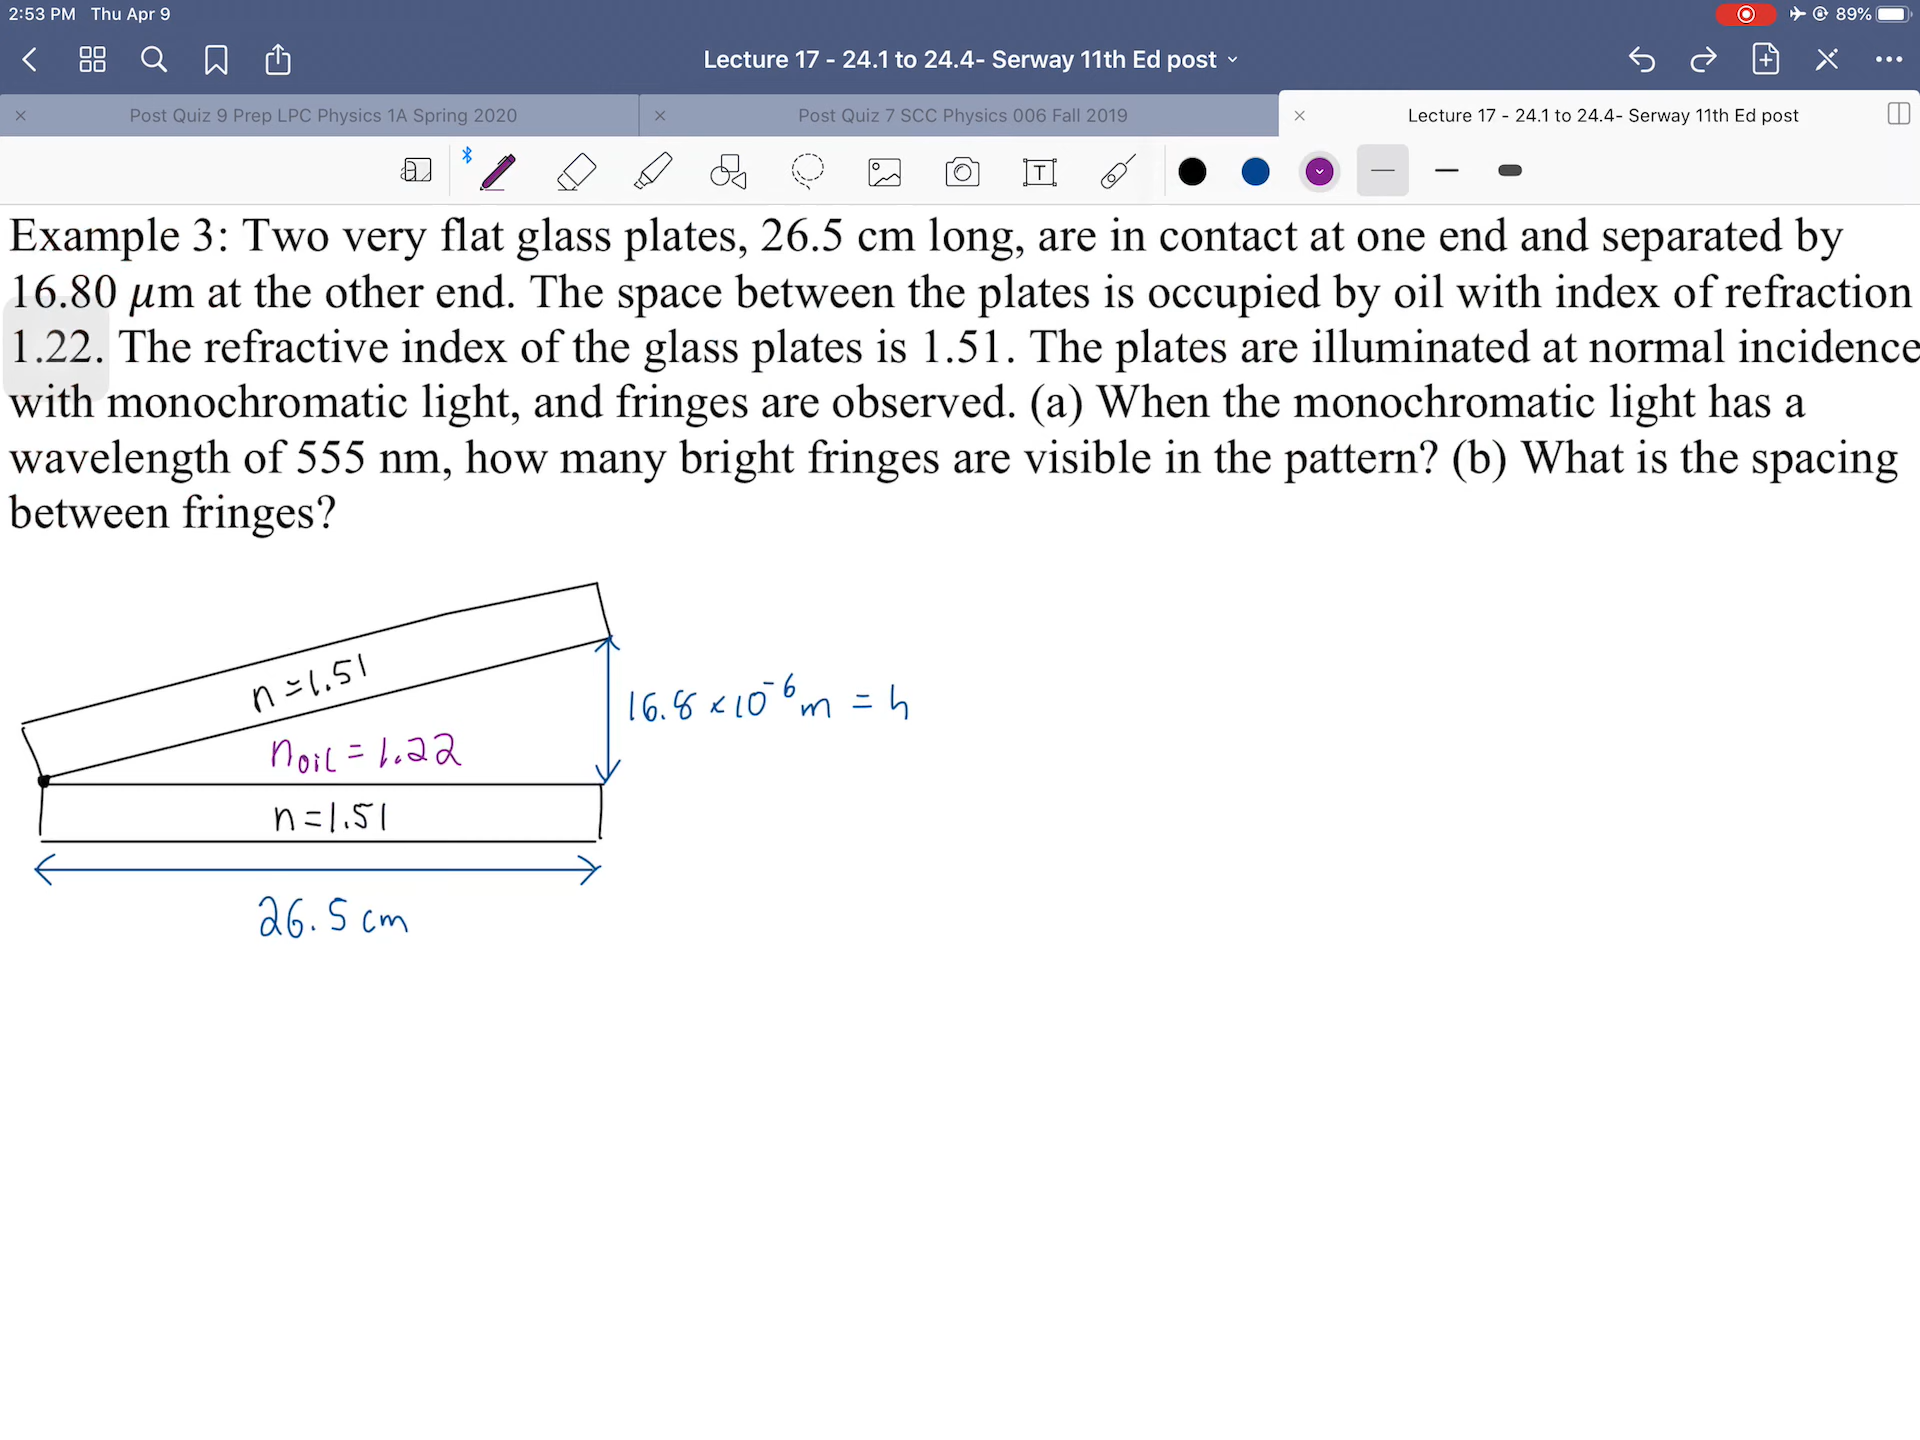 2:53 PM Thu Apr 9
89%
Lecture 17 - 24.1 to 24.4- Serway 11th Ed post
Post Quiz 9 Prep LPC Physics 1A Spring 2020
Post Quiz 7 SCC Physics 006 Fall 2019
Lecture 17 - 24.1 to 24.4- Serway 11th Ed post
a
T
Example 3: Two very flat glass plates, 26.5 cm long, are in contact at one end and separated by
16.80 μm at the other end. The space between the plates is occupied by oil with index of refraction
1.22. The refractive index of the glass plates is 1.51. The plates are illuminated at normal incidence
with monochromatic light, and fringes are observed. (a) When the monochromatic light has a
wavelength of 555 nm, how many bright fringes are visible in the pattern? (b) What is the spacing
between fringes?
n = 1.51
16.8 × 10⁻⁶ m = h
n oil = 1.22
n = 1.51
26.5 cm